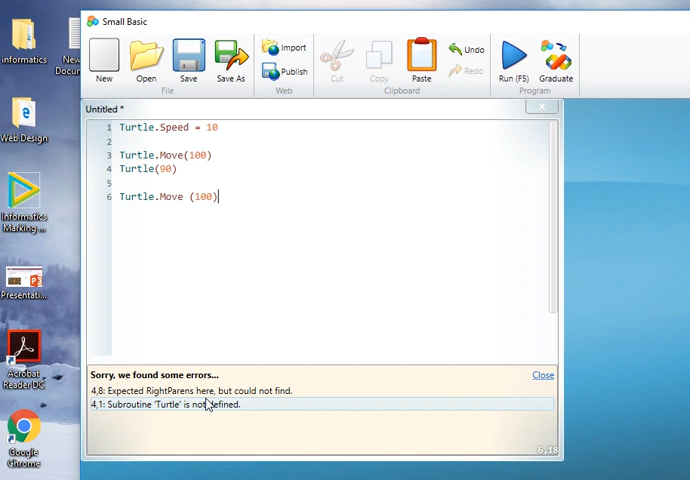 Small Basic
New
Open
Save
Save As
Import
Publish
Cut
Copy
Paste
Undo
Redo
Run (F5)
Graduate
File
Web
Clipboard
Program
Untitled *
1 Turtle.Speed = 10
2
3 Turtle.Move(100)
4 Turtle(90)
5
6 Turtle.Move (100)
Sorry, we found some errors...
Close
4,8: Expected RightParens here, but could not find.
4,1: Subroutine 'Turtle' is not defined.
6,18
informatics
New
Docum
Web Design
Informatics
Marking ...
Presentati...
Acrobat
Reader DC
Google
Chrome